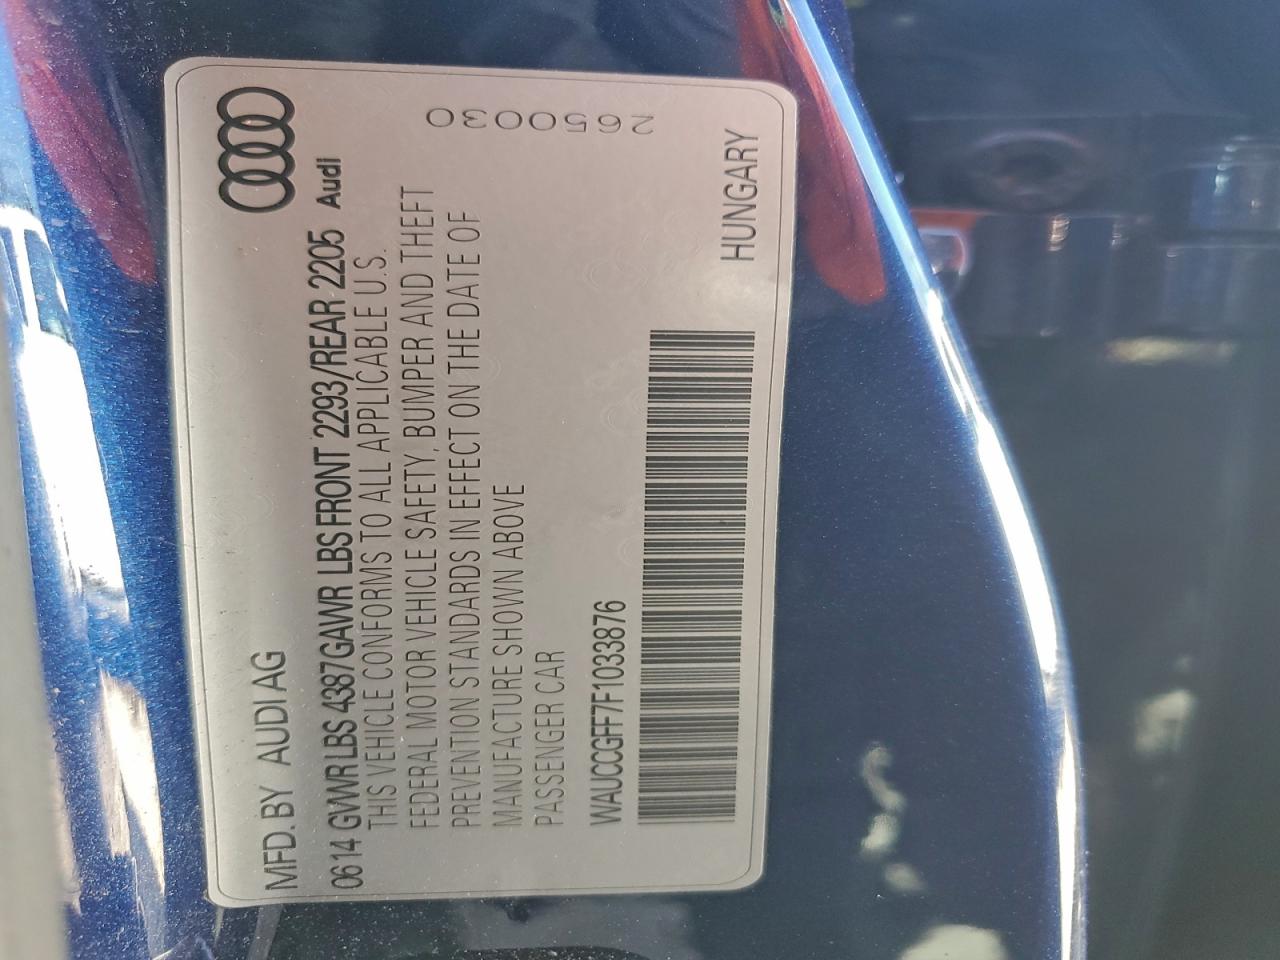 MFD. BY AUDI AG
0614 GVWR LBS 4387 GAWR LBS FRONT 2293/REAR 2205 Audi
THIS VEHICLE CONFORMS TO ALL APPLICABLE U.S.
FEDERAL MOTOR VEHICLE SAFETY, BUMPER AND THEFT
PREVENTION STANDARDS IN EFFECT ON THE DATE OF
MANUFACTURE SHOWN ABOVE
PASSENGER CAR
WAUCCGFF7F1033876
HUNGARY
2650030